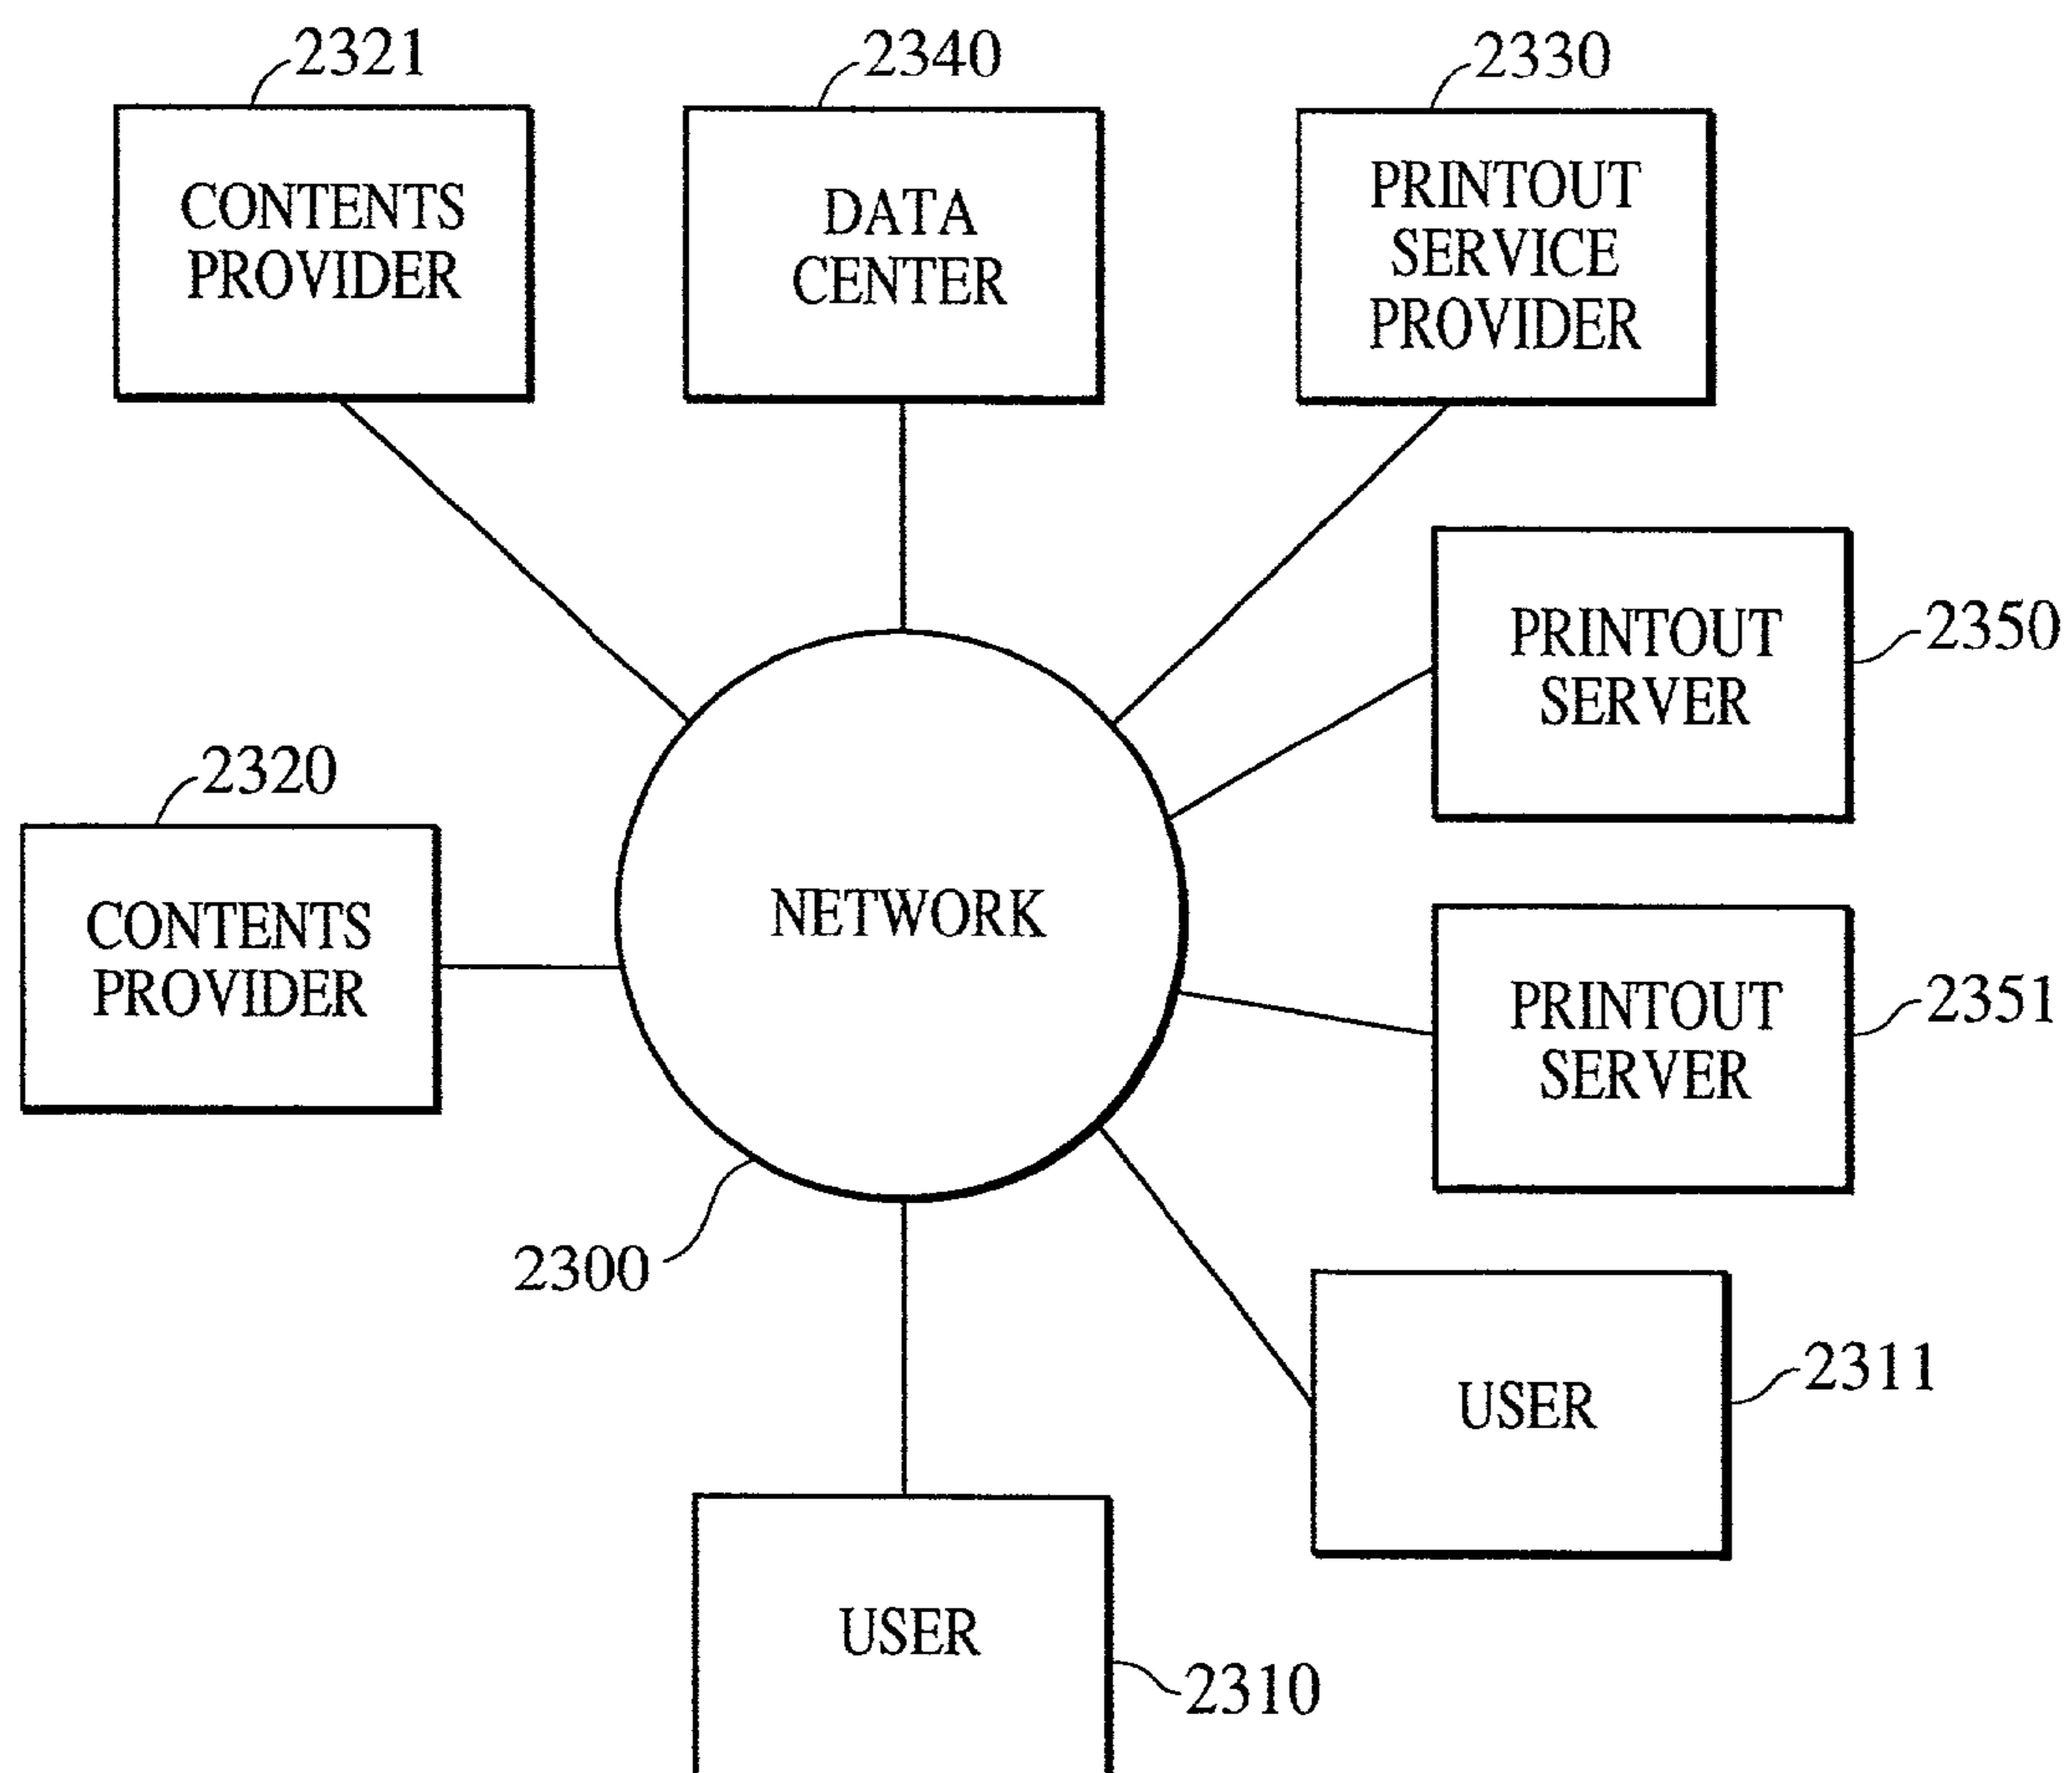 2321
2340
2330
CONTENTS
PROVIDER
DATA
CENTER
PRINTOUT
SERVICE
PROVIDER
PRINTOUT
SERVER
2350
2320
CONTENTS
PROVIDER
NETWORK
PRINTOUT
SERVER
2351
2300
USER
2311
USER
2310